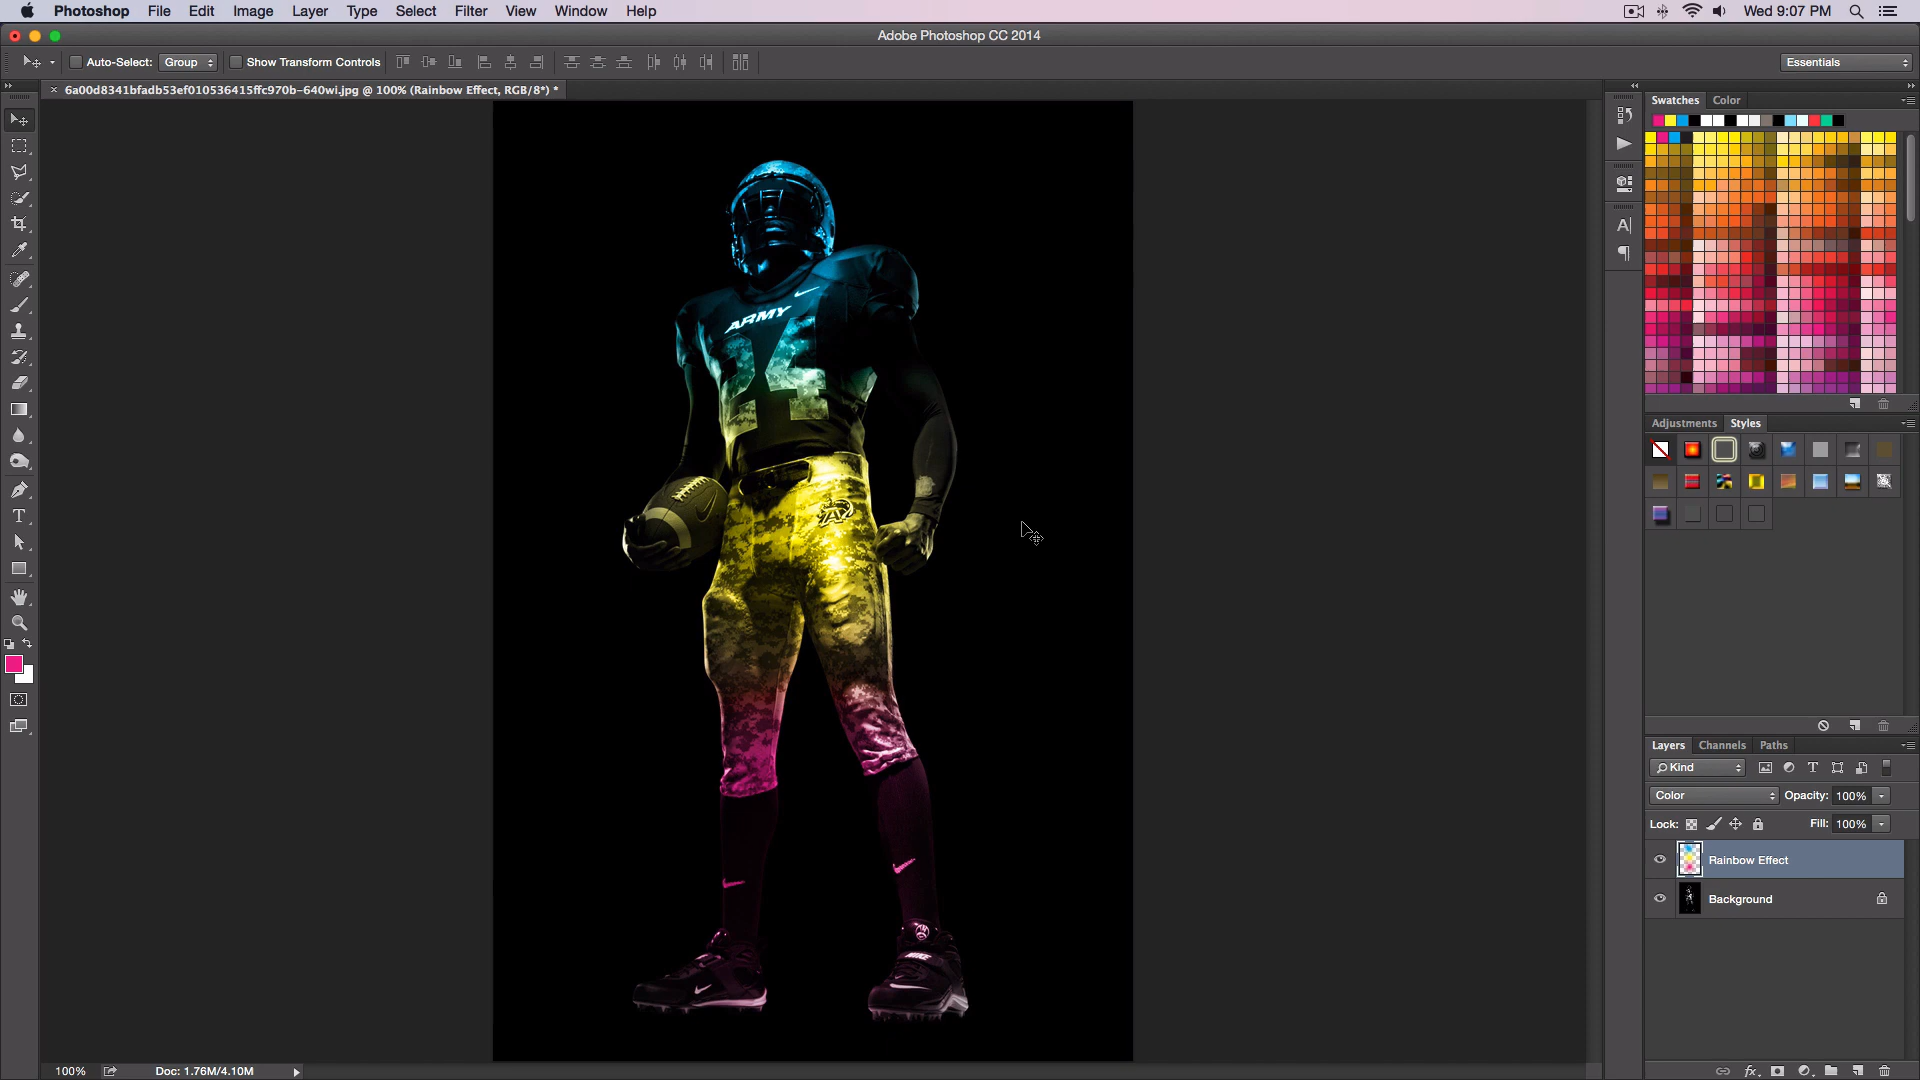 Photoshop File Edit Image Layer Type Select Filter View Window Help Wed 9:07 PM
Adobe Photoshop CC 2014
Auto-Select: Group Show Transform Controls Essentials
6a00d8341bfadb53ef010536415ffc970b-640wi.jpg @ 100% (Rainbow Effect, RGB/8*) *
Swatches Color
ARMY
24
Adjustments Styles
A
Layers Channels Paths
Kind
Color Opacity: 100%
Lock: Fill: 100%
Rainbow Effect
Background
NIKE
100% Doc: 1.76M/4.10M